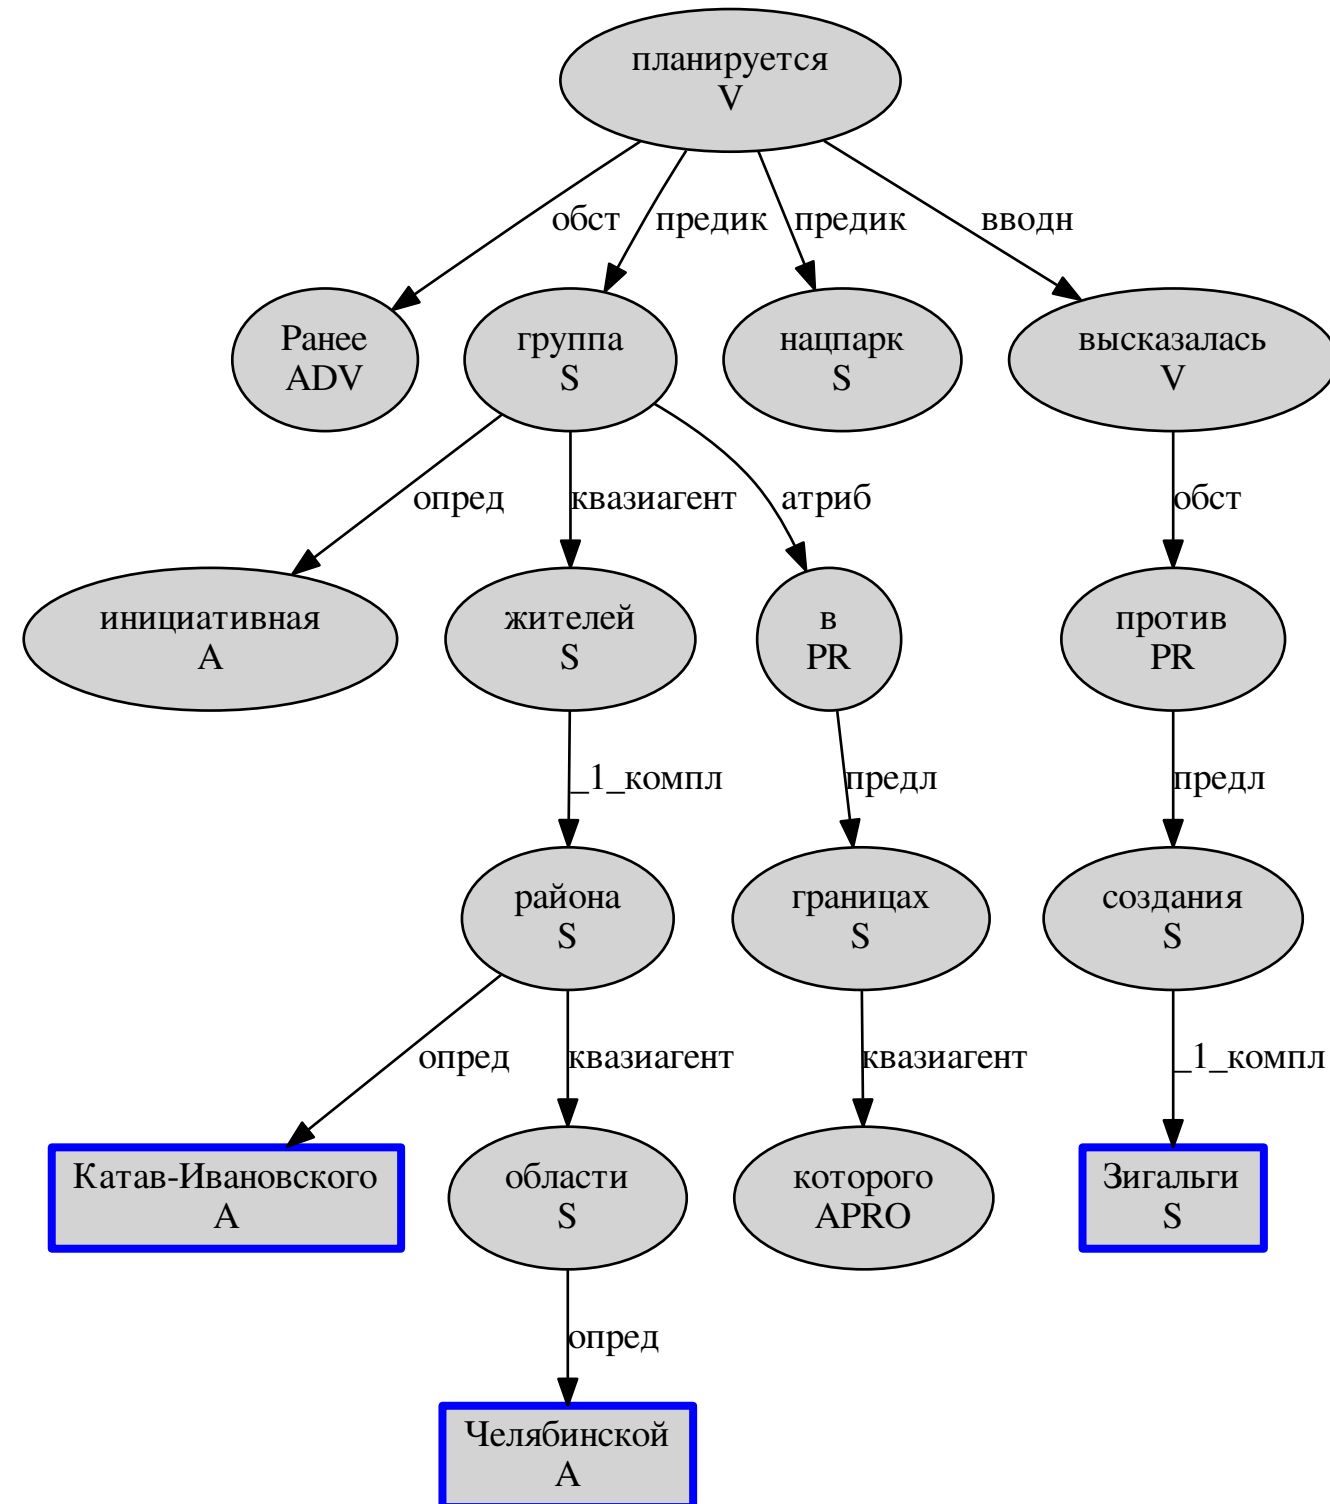 планируется
V
обст
предик
предик
вводн
Ранее
ADV
группа
S
нацпарк
S
высказалась
V
опред
квазиагент
атриб
обст
инициативная
A
жителей
S
в
PR
против
PR
_1_компл
предл
предл
района
S
границах
S
создания
S
опред
квазиагент
квазиагент
_1_компл
Катав-Ивановского
A
области
S
которого
APRO
Зигальги
S
опред
Челябинской
A